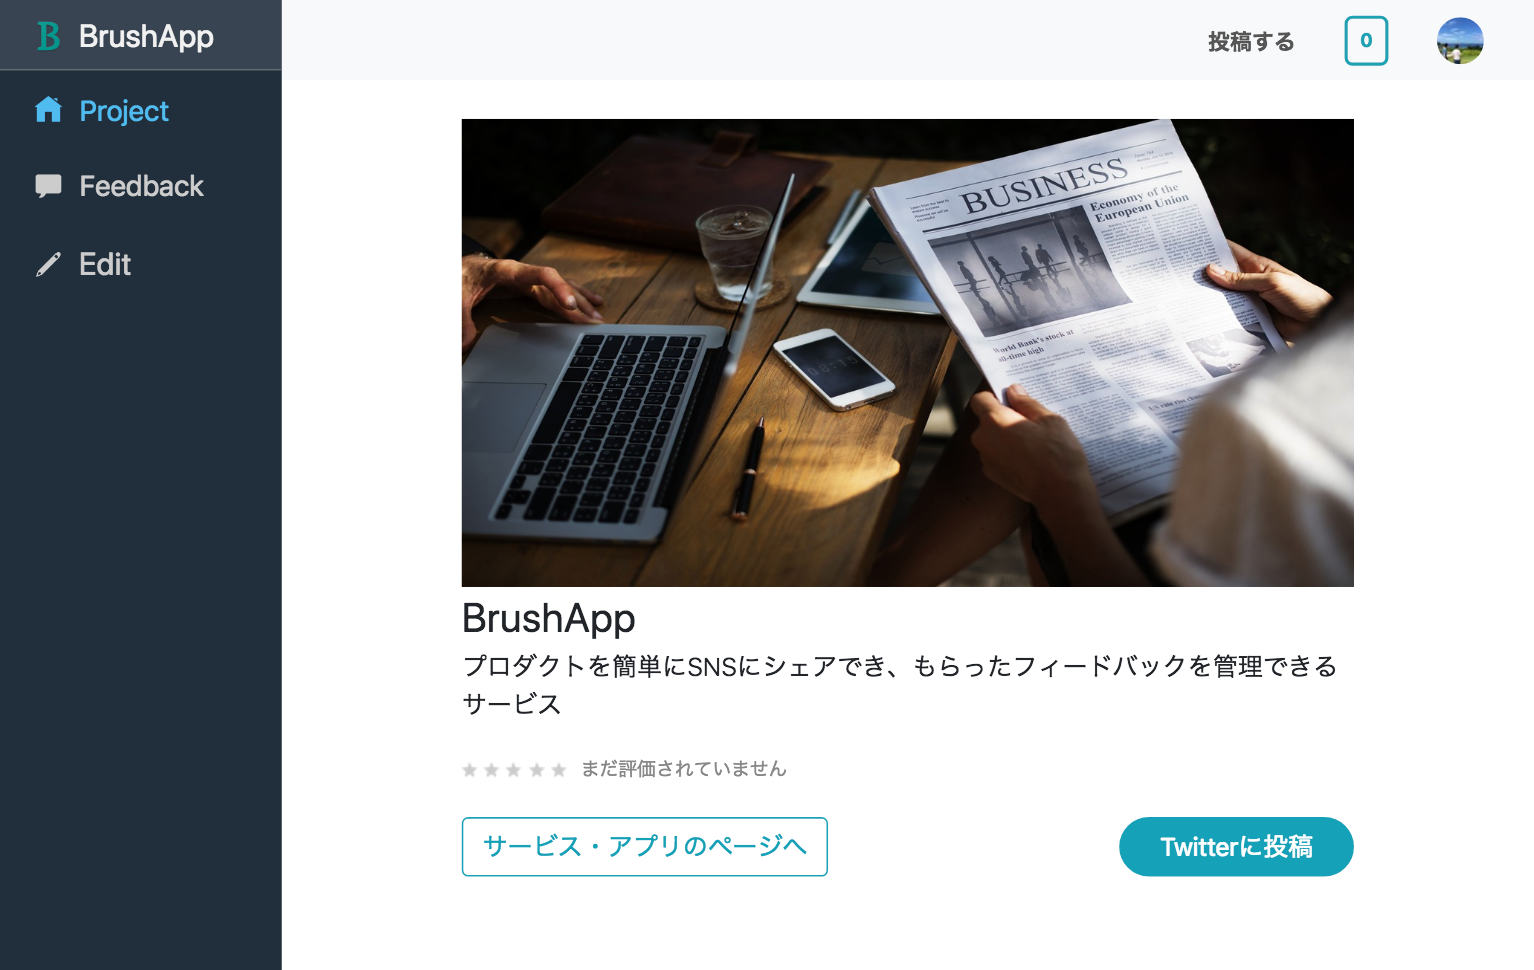 B BrushApp
投稿する
0
Project
Feedback
Edit
BUSINESS
Economy of the
European Union
World Bank's stock at
all-time high
08:15
BrushApp
プロダクトを簡単にSNSにシェアでき、もらったフィードバックを管理できる
サービス
まだ評価されていません
サービス・アプリのページへ
Twitterに投稿